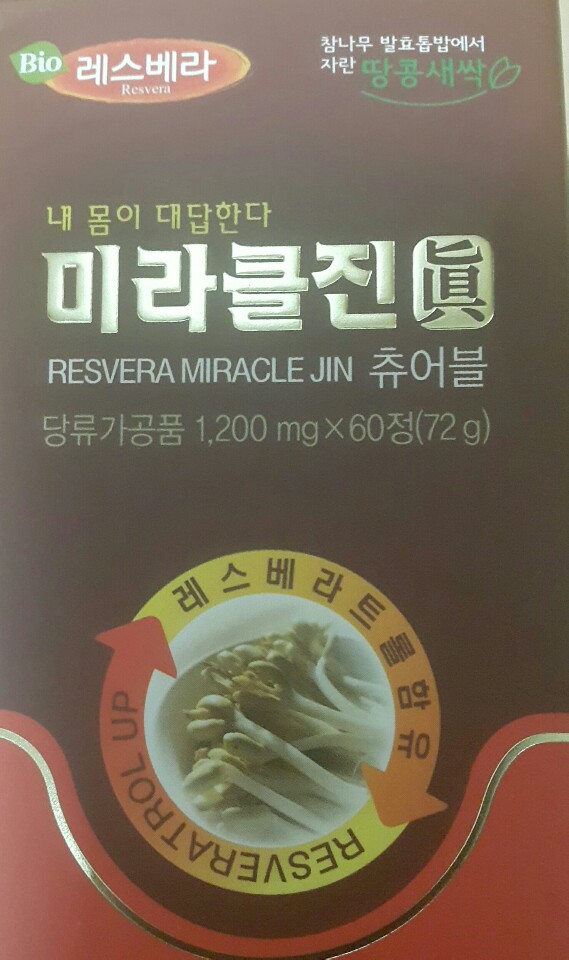 Bio 레스베라
Resvera
참나무 발효톱밥에서
자란 땅콩새싹
내 몸이 대답한다
미라클진 眞
RESVERA MIRACLE JIN 츄어블
당류가공품 1,200 mg×60정(72 g)
레스베라트롤함유
RESVERATROL UP